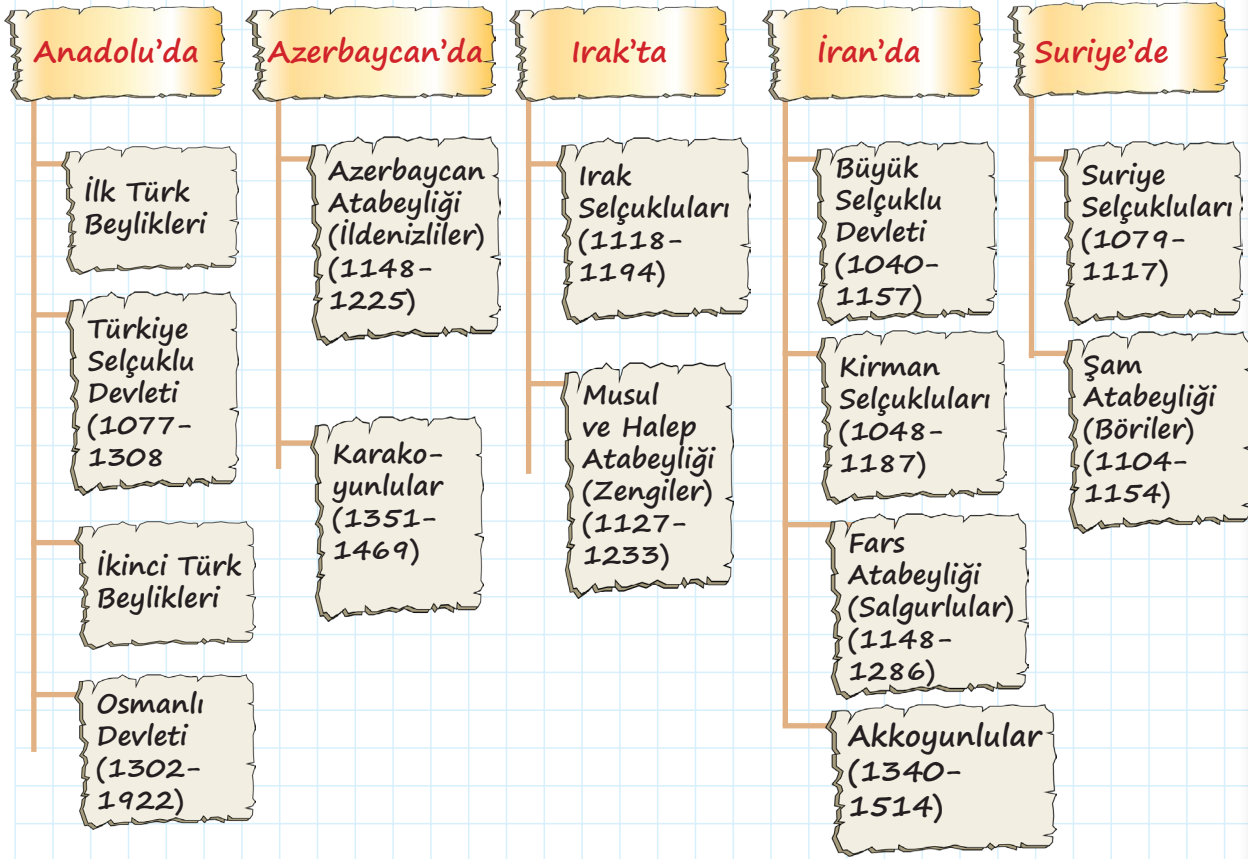 Anadolu'da
İlk Türk
Beylikleri
Türkiye
Selçuklu
Devleti
(1077-
1308
İkinci Türk
Beylikleri
Osmanlı
Devleti
(1302-
1922)
Azerbaycan'da
Azerbaycan
Atabeyliği
(İldenizliler)
(1148-
1225)
Karako-
yunlular
(1351-
1469)
Irak'ta
Irak
Selçukluları
(1118-
1194)
Musul
ve Halep
Atabeyliği
(Zengiler)
(1127-
1233)
İran'da
Büyük
Selçuklu
Devleti
(1040-
1157)
Kirman
Selçukluları
(1048-
1187)
Fars
Atabeyliği
(Salgurlular)
(1148-
1286)
Akkoyunlular
(1340-
1514)
Suriye'de
Suriye
Selçukluları
(1079-
1117)
Şam
Atabeyliği
(Böriler)
(1104-
1154)